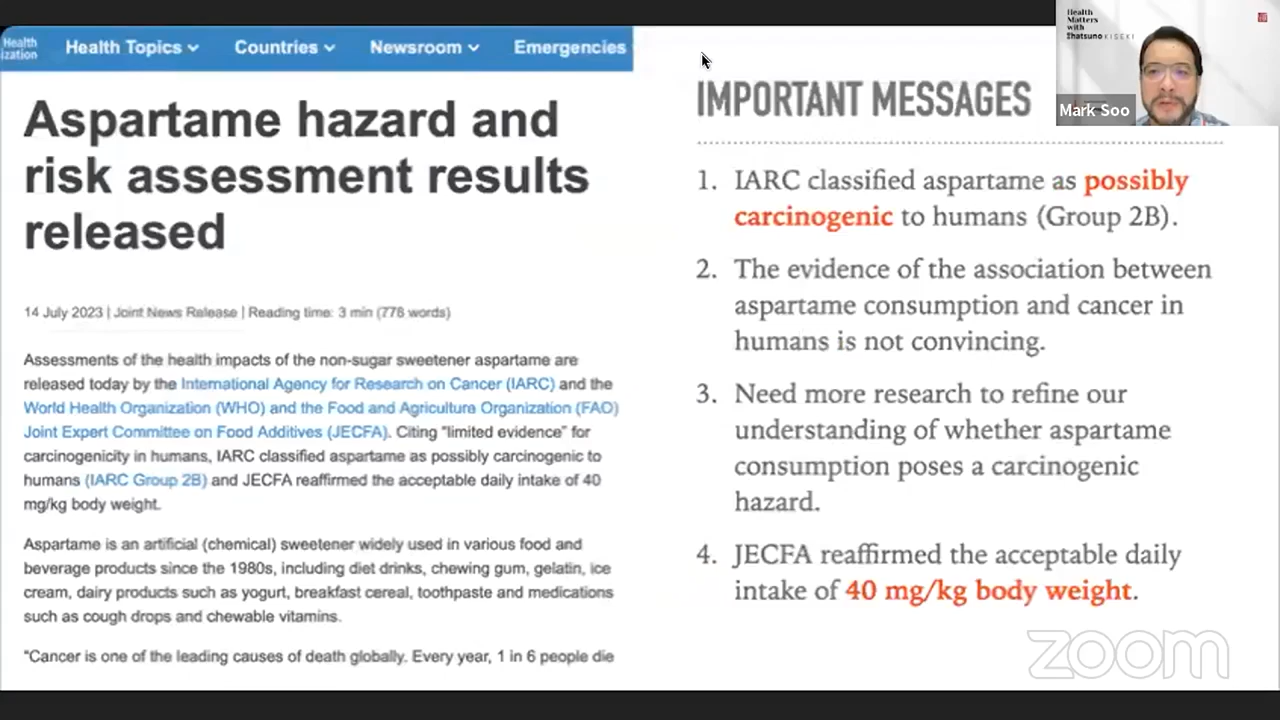 Health
ization
Health Topics
Countries
Newsroom
Emergencies
Aspartame hazard and
risk assessment results
released
14 July 2023 | Joint News Release | Reading time: 3 min (778 words)
Assessments of the health impacts of the non-sugar sweetener aspartame are
released today by the International Agency for Research on Cancer (IARC) and the
World Health Organization (WHO) and the Food and Agriculture Organization (FAO)
Joint Expert Committee on Food Additives (JECFA). Citing “limited evidence” for
carcinogenicity in humans, IARC classified aspartame as possibly carcinogenic to
humans (IARC Group 2B) and JECFA reaffirmed the acceptable daily intake of 40
mg/kg body weight.
Aspartame is an artificial (chemical) sweetener widely used in various food and
beverage products since the 1980s, including diet drinks, chewing gum, gelatin, ice
cream, dairy products such as yogurt, breakfast cereal, toothpaste and medications
such as cough drops and chewable vitamins.
“Cancer is one of the leading causes of death globally. Every year, 1 in 6 people die
IMPORTANT MESSAGES
1. IARC classified aspartame as possibly
carcinogenic to humans (Group 2B).
2. The evidence of the association between
aspartame consumption and cancer in
humans is not convincing.
3. Need more research to refine our
understanding of whether aspartame
consumption poses a carcinogenic
hazard.
4. JECFA reaffirmed the acceptable daily
intake of 40 mg/kg body weight.
Health
Matters
with
Ehatsuno KISEKI
Mark Soo
zoom